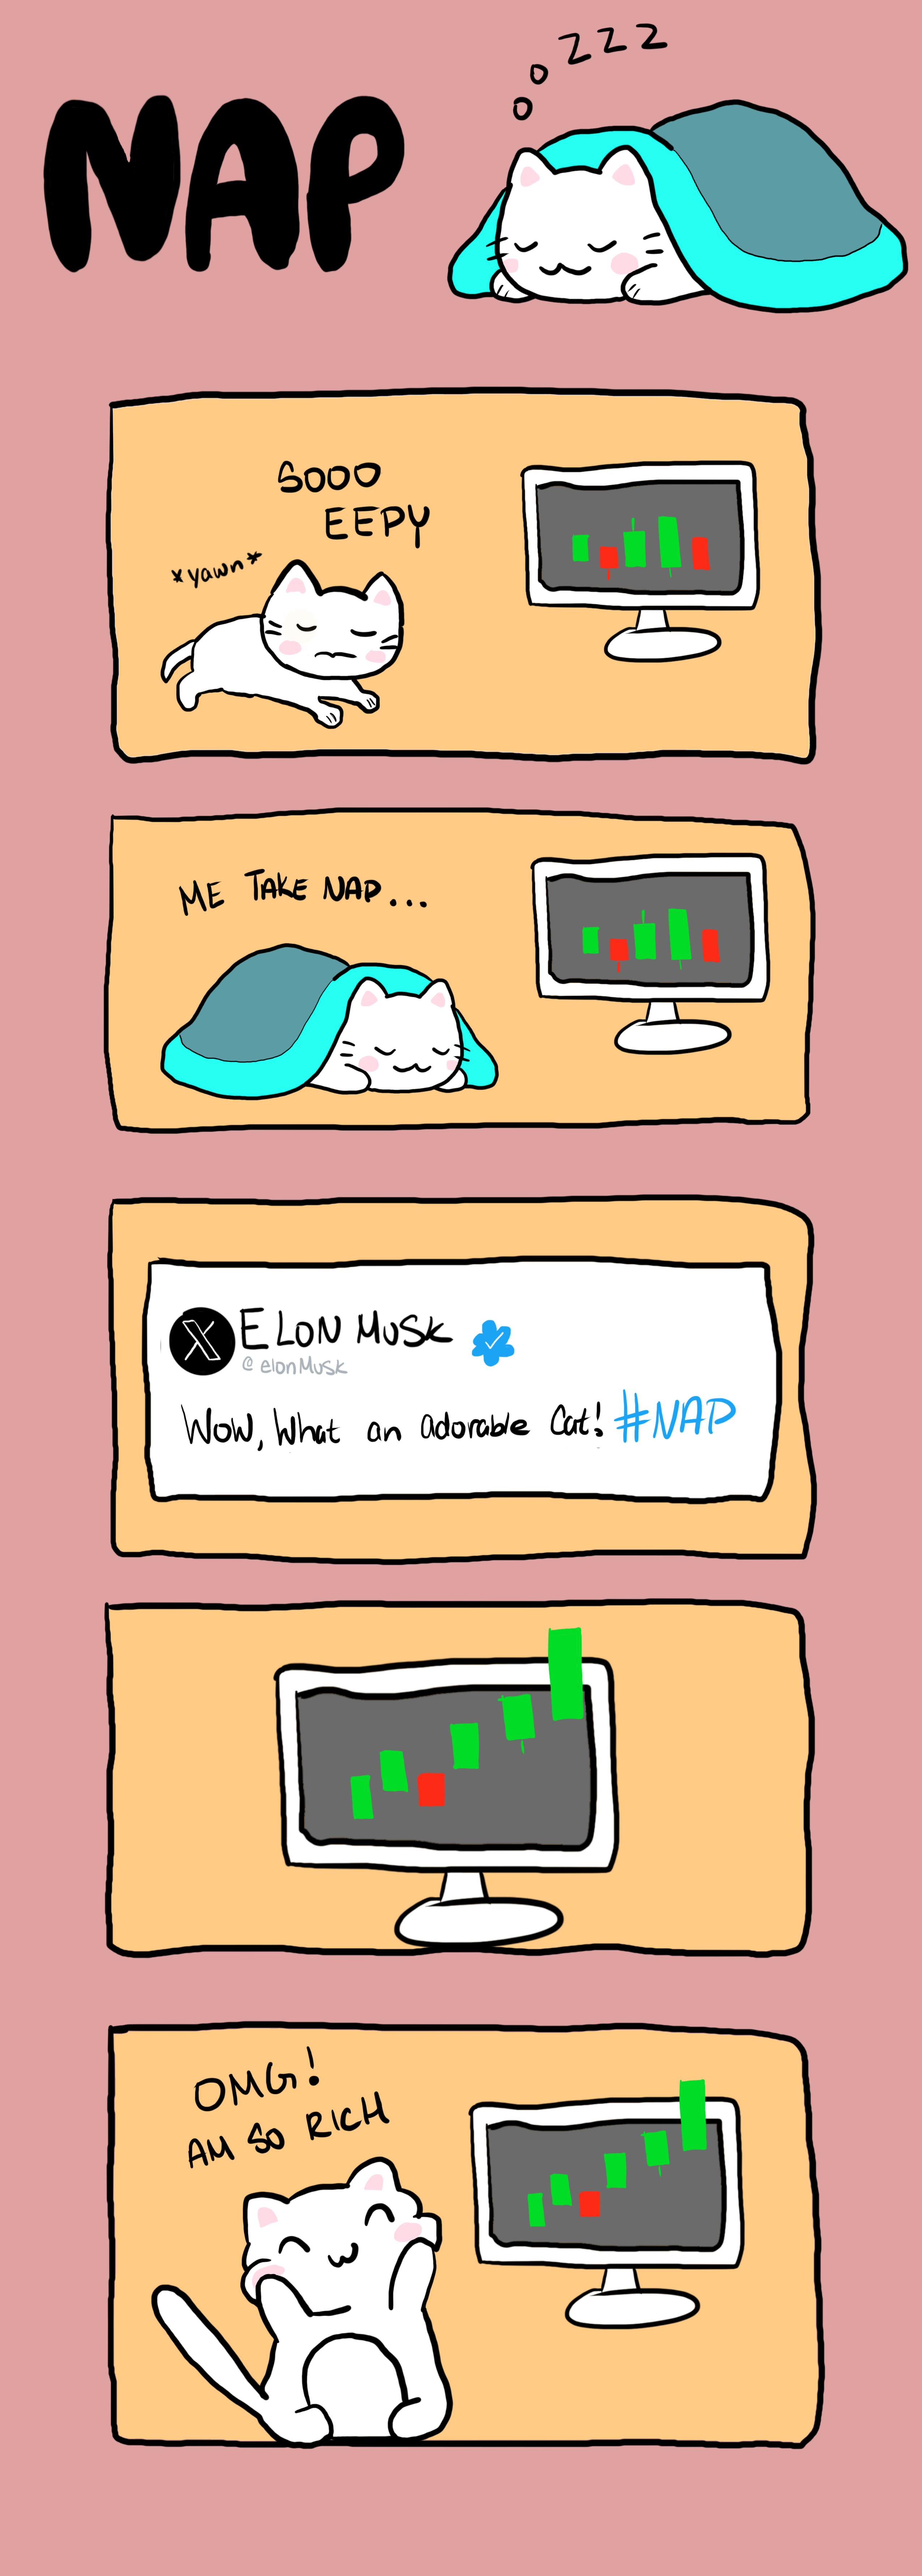 zzz
NAP
SOOO
EEPY
*yawn*
ME TAKE NAP...
X
ELON MUSK
@elonMusk
Wow, What an adorable Cat! #NAP
OMG!
AM SO RICH